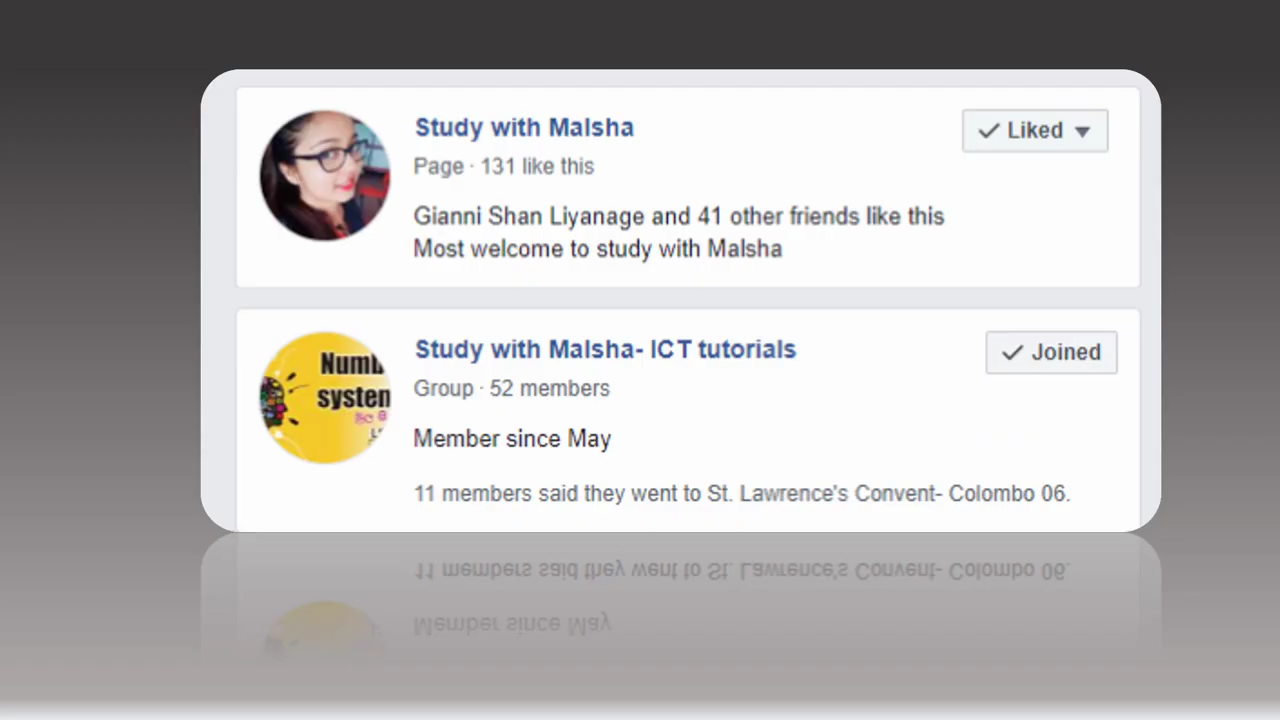 Study with Malsha
Liked
Page · 131 like this
Gianni Shan Liyanage and 41 other friends like this
Most welcome to study with Malsha
Study with Malsha- ICT tutorials
Joined
Group · 52 members
Member since May
11 members said they went to St. Lawrence's Convent- Colombo 06.
Numb
system